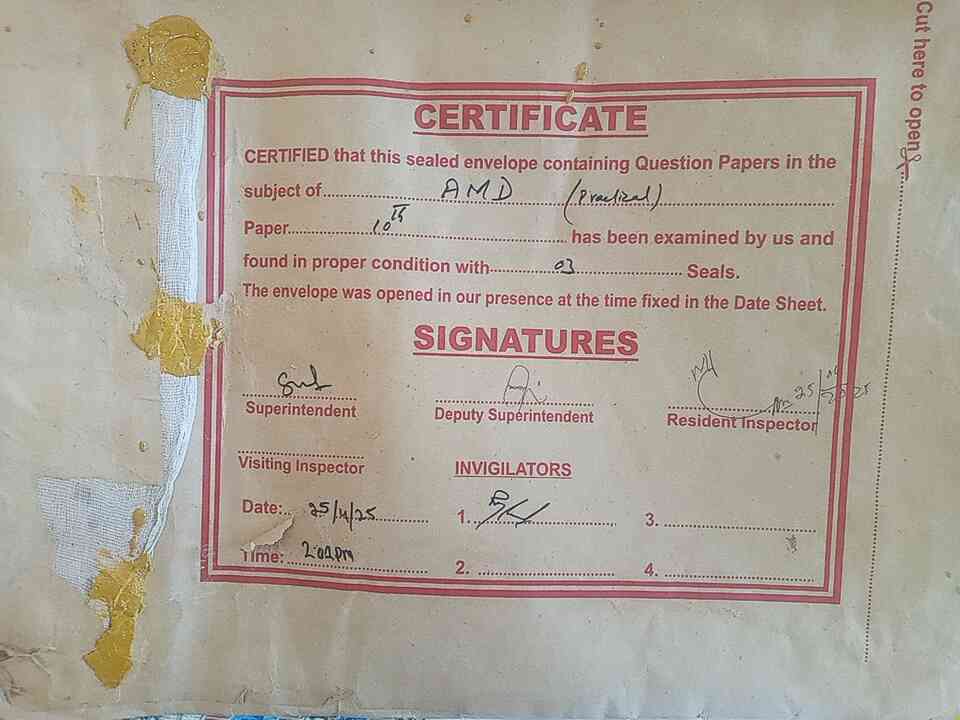 Cut here to open
CERTIFICATE
CERTIFIED that this sealed envelope containing Question Papers in the
subject of AMD (Practical)
Paper 10th has been examined by us and
found in proper condition with 03 Seals.
The envelope was opened in our presence at the time fixed in the Date Sheet.
SIGNATURES
Superintendent
Deputy Superintendent
Resident Inspector
Visiting Inspector
INVIGILATORS
Date: 25/4/25
1.
3.
Time: 2:02pm
2.
4.